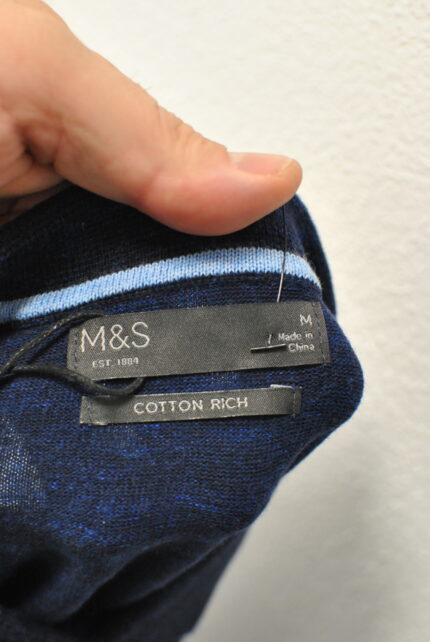 M&S
EST. 1884
M
Made in
China
COTTON RICH